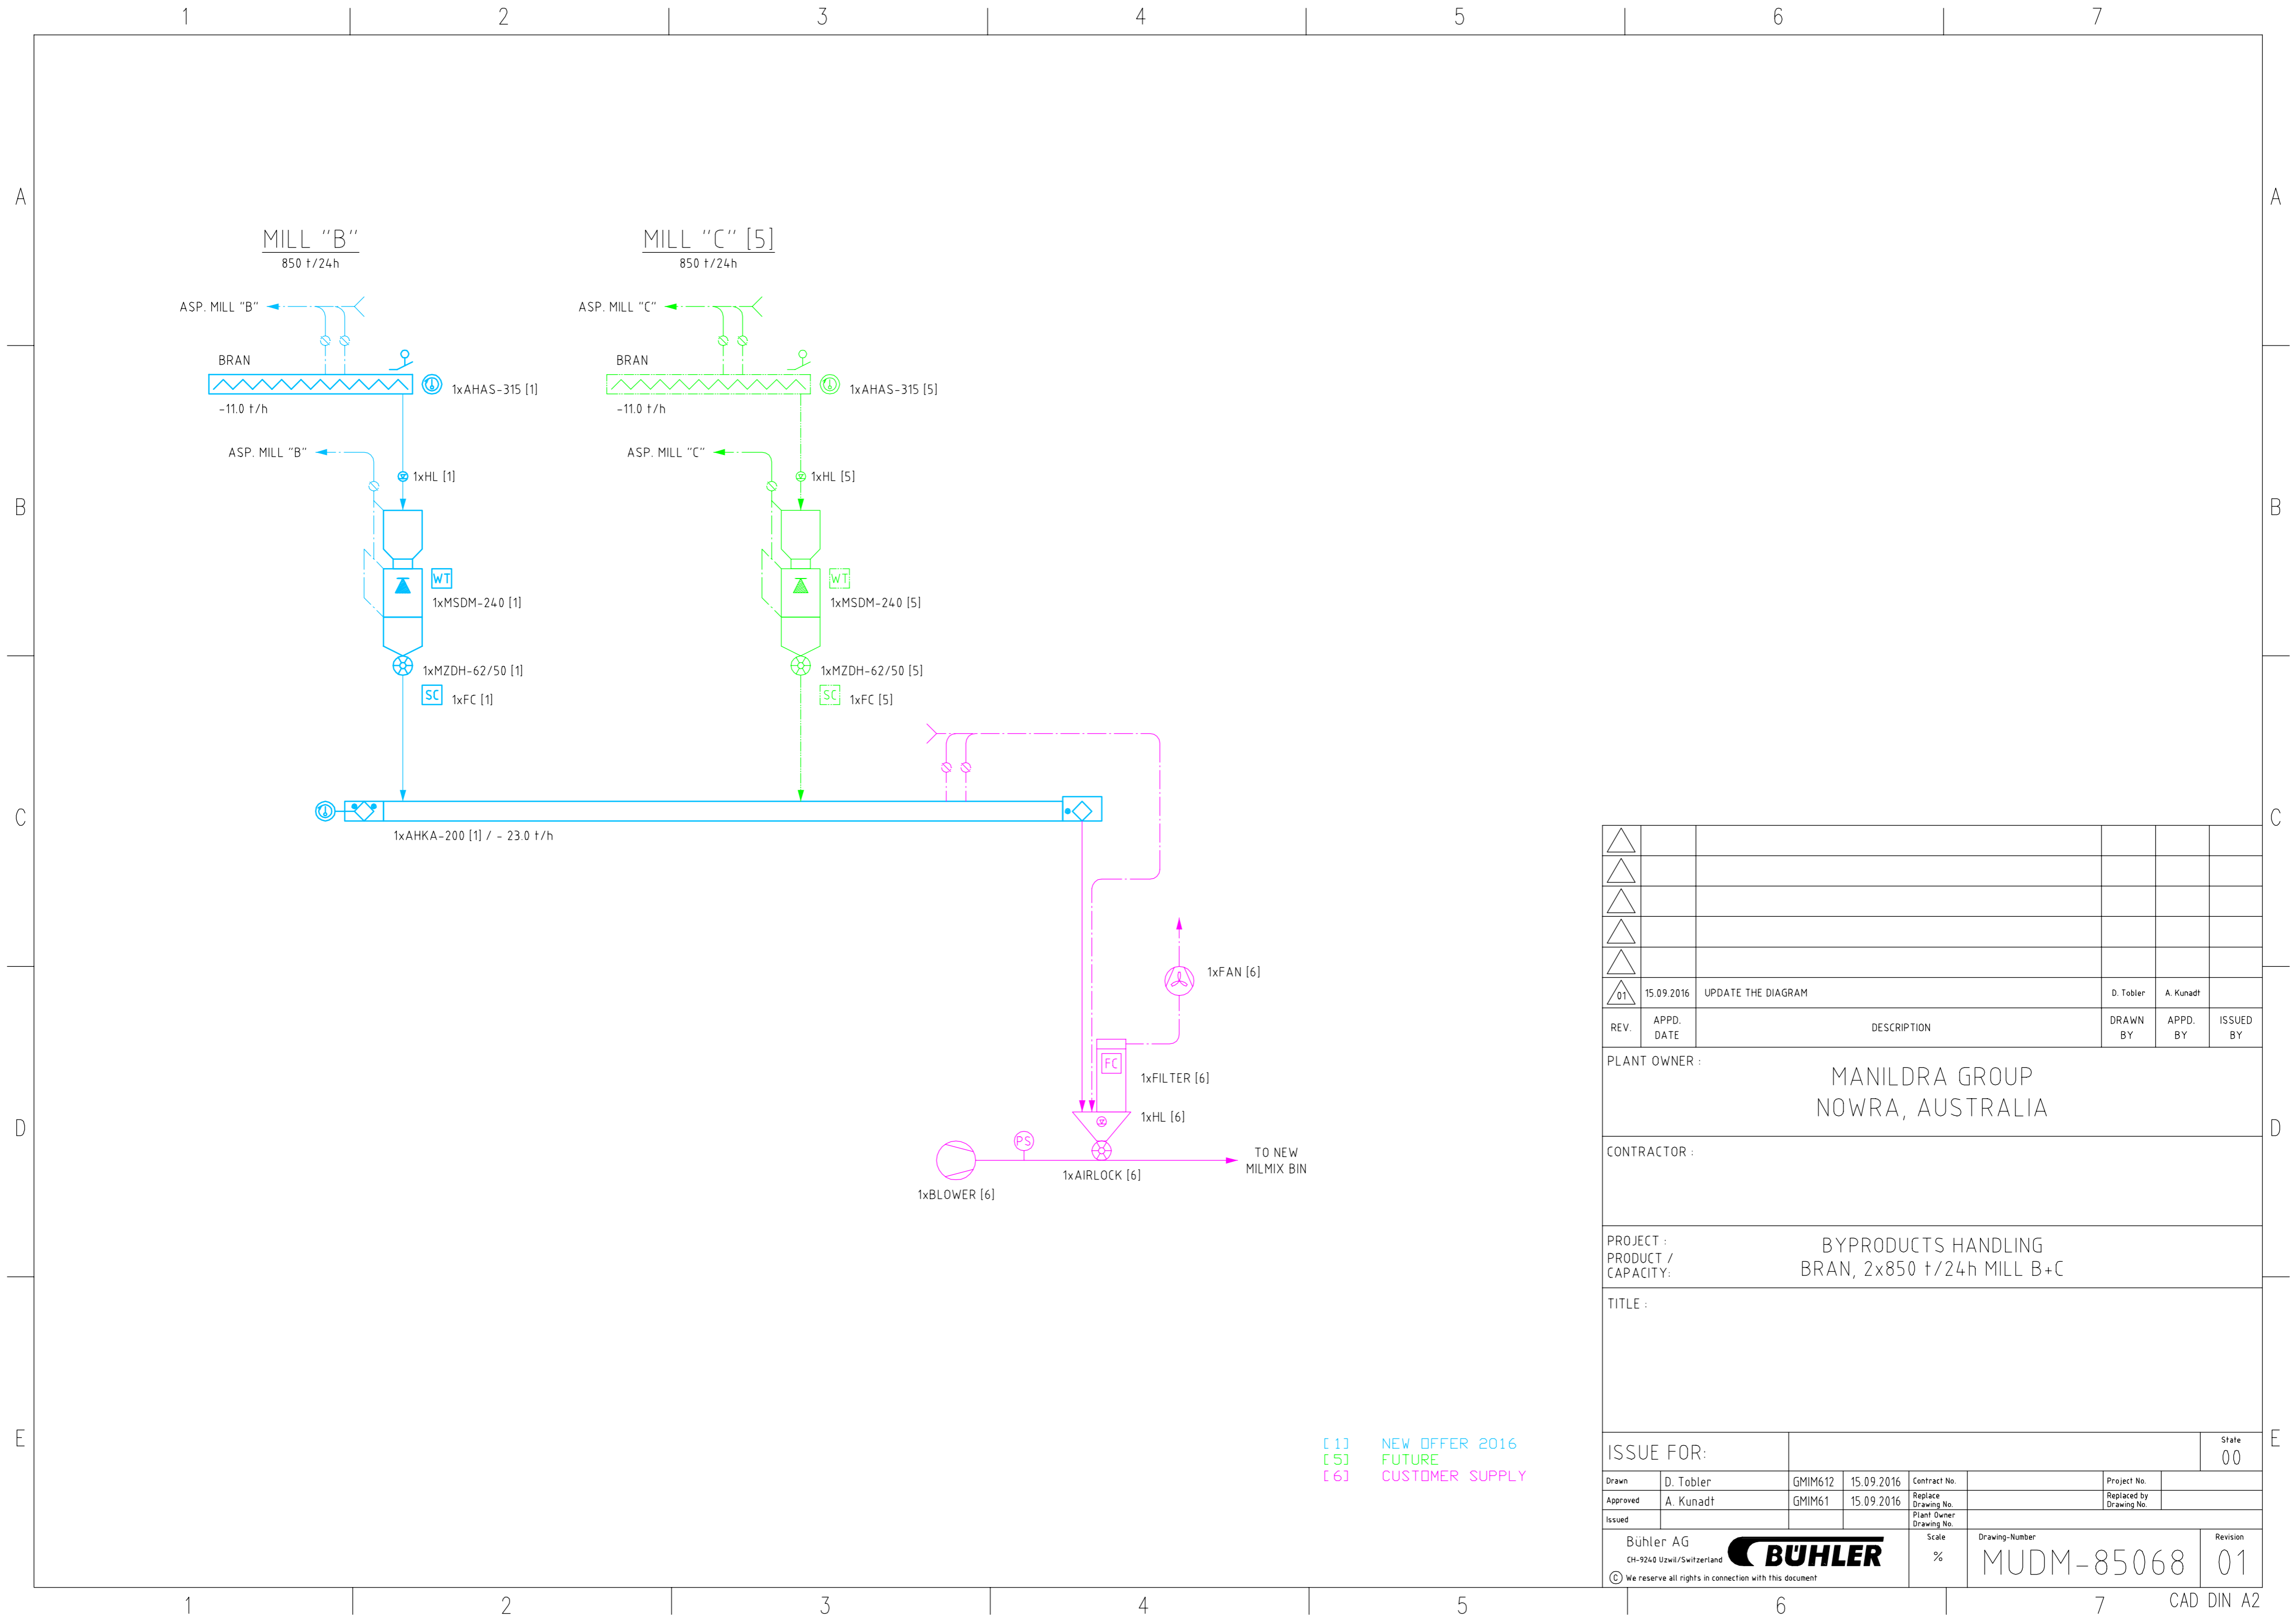 1 2 3 4 5 6 7
A A
MILL "B" MILL "C" [5]
850 t/24h 850 t/24h
ASP. MILL "B" ASP. MILL "C"
BRAN BRAN
1xAHAS-315 [1] 1xAHAS-315 [5]
-11.0 t/h -11.0 t/h
ASP. MILL "B" ASP. MILL "C"
1xHL [1] 1xHL [5]
B B
WT WT
1xMSDM-240 [1] 1xMSDM-240 [5]
1xMZDH-62/50 [1] 1xMZDH-62/50 [5]
SC 1xFC [1] SC 1xFC [5]
C C
1xAHKA-200 [1] / - 23.0 t/h
1xFAN [6]
FC
1xFILTER [6]
1xHL [6]
D D
PS
TO NEW
MILMIX BIN
1xAIRLOCK [6]
1xBLOWER [6]
01 15.09.2016 UPDATE THE DIAGRAM D. Tobler A. Kunadt
REV. APPD. DATE DESCRIPTION DRAWN BY APPD. BY ISSUED BY
PLANT OWNER :
MANILDRA GROUP
NOWRA, AUSTRALIA
CONTRACTOR :
PROJECT :
PRODUCT /
CAPACITY:
BYPRODUCTS HANDLING
BRAN, 2x850 t/24h MILL B+C
TITLE :
E E
[1] NEW OFFER 2016
[5] FUTURE
[6] CUSTOMER SUPPLY
ISSUE FOR:
State
00
Drawn D. Tobler GMIM612 15.09.2016 Contract No. Project No.
Approved A. Kunadt GMIM61 15.09.2016 Replace Drawing No. Replaced by Drawing No.
Issued Plant Owner Drawing No.
Bühler AG
CH-9240 Uzwil/Switzerland
BÜHLER
© We reserve all rights in connection with this document
Scale
%
Drawing-Number
MUDM-85068
Revision
01
1 2 3 4 5 6 7
CAD DIN A2